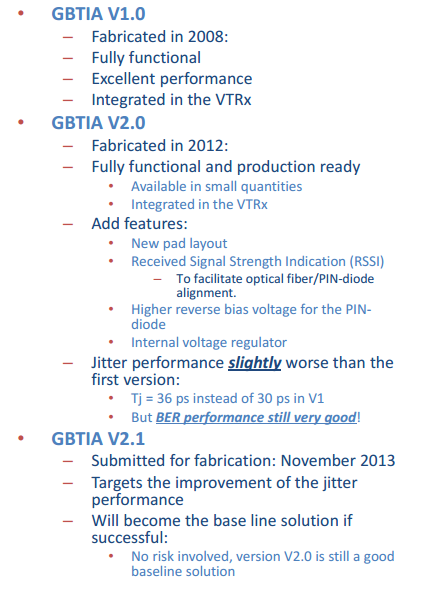 • GBTIA V1.0
– Fabricated in 2008:
– Fully functional
– Excellent performance
– Integrated in the VTRx
• GBTIA V2.0
– Fabricated in 2012:
– Fully functional and production ready
• Available in small quantities
• Integrated in the VTRx
– Add features:
• New pad layout
• Received Signal Strength Indication (RSSI)
– To facilitate optical fiber/PIN-diode
alignment.
• Higher reverse bias voltage for the PIN-
diode
• Internal voltage regulator
– Jitter performance slightly worse than the
first version:
• Tj = 36 ps instead of 30 ps in V1
• But BER performance still very good!
• GBTIA V2.1
– Submitted for fabrication: November 2013
– Targets the improvement of the jitter
performance
– Will become the base line solution if
successful:
• No risk involved, version V2.0 is still a good
baseline solution